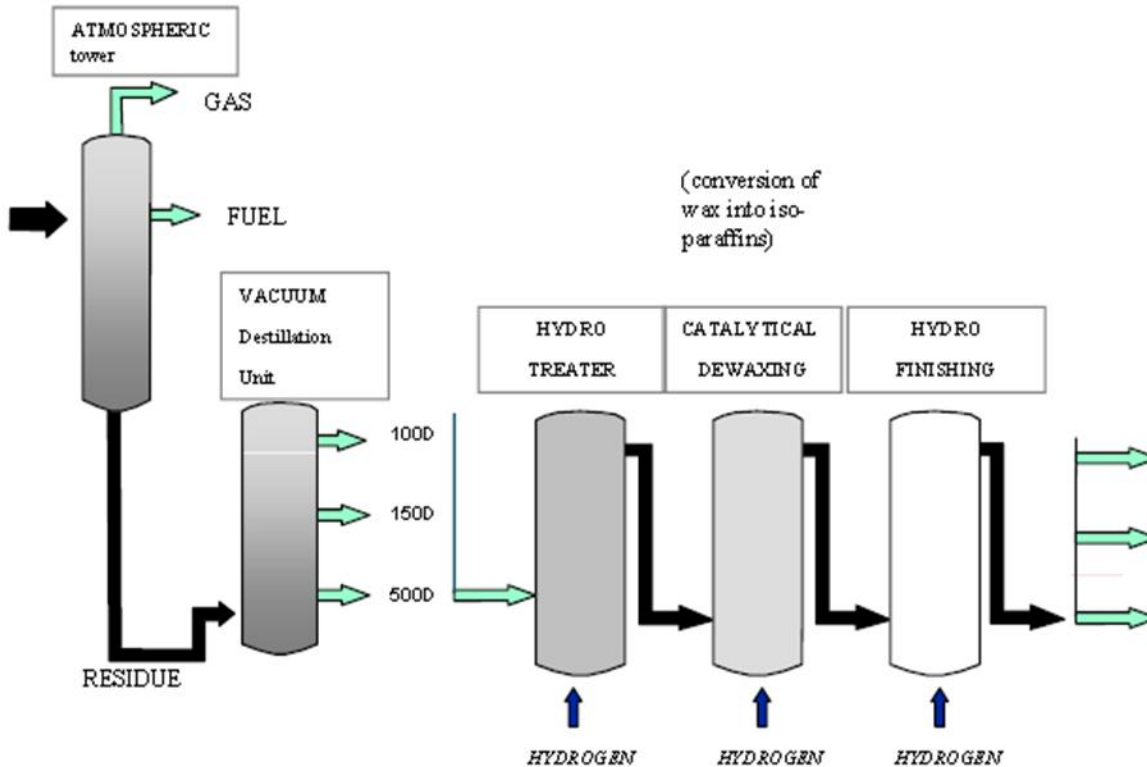 ATMOSPHERIC
tower
GAS
FUEL
(conversion of
wax into iso-
paraffins)
VACUUM
Destillation
Unit
HYDRO
TREATER
CATALYTICAL
DEWAXING
HYDRO
FINISHING
100D
150D
500D
RESIDUE
HYDROGEN
HYDROGEN
HYDROGEN